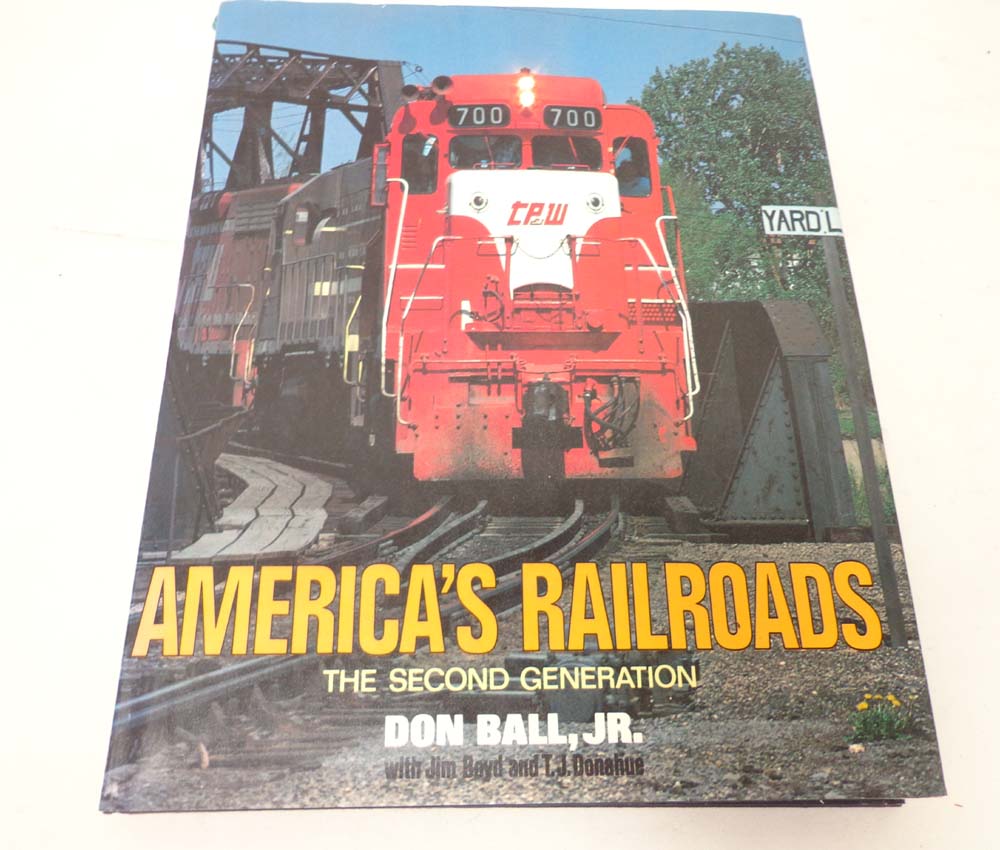 700 700
TP&W
YARD L
AMERICA'S RAILROADS
THE SECOND GENERATION
DON BALL, JR.
with Jim Boyd and T.J. Donahue